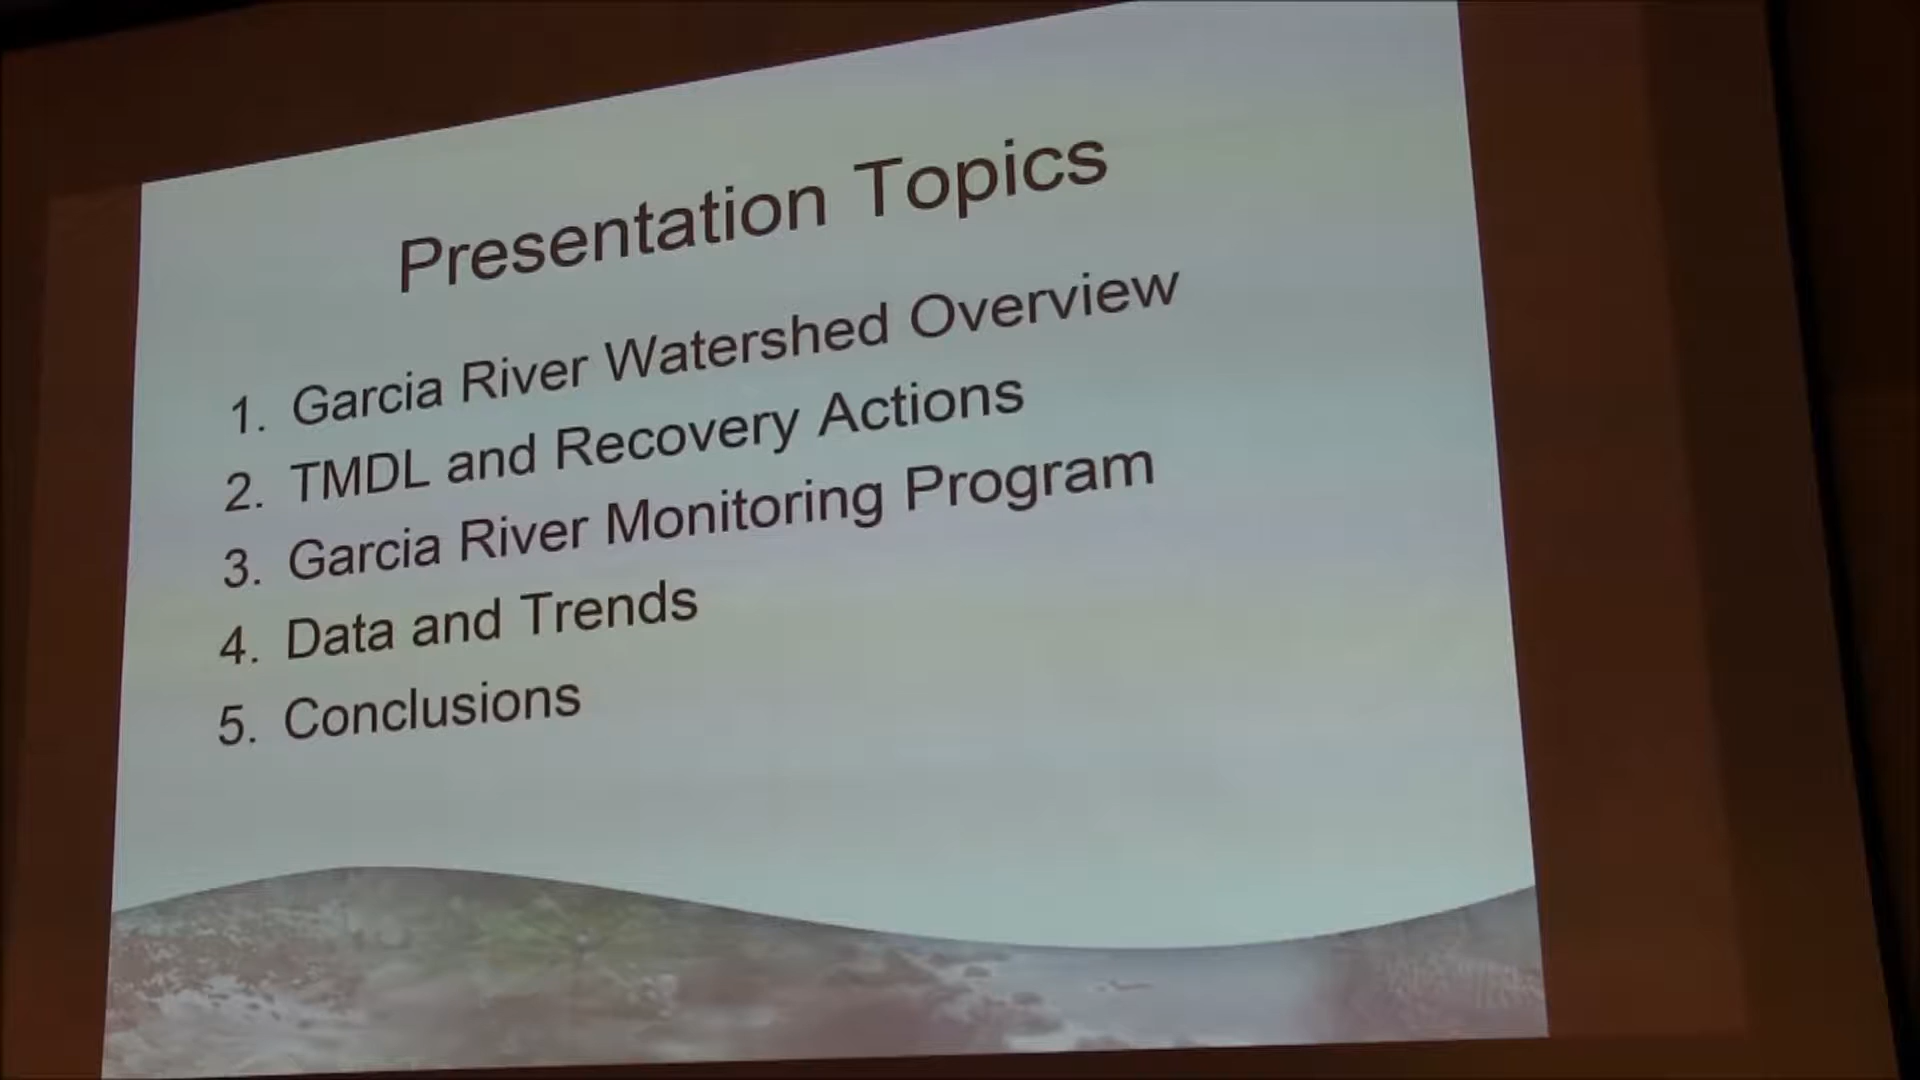 Presentation Topics
1. Garcia River Watershed Overview
2. TMDL and Recovery Actions
3. Garcia River Monitoring Program
4. Data and Trends
5. Conclusions